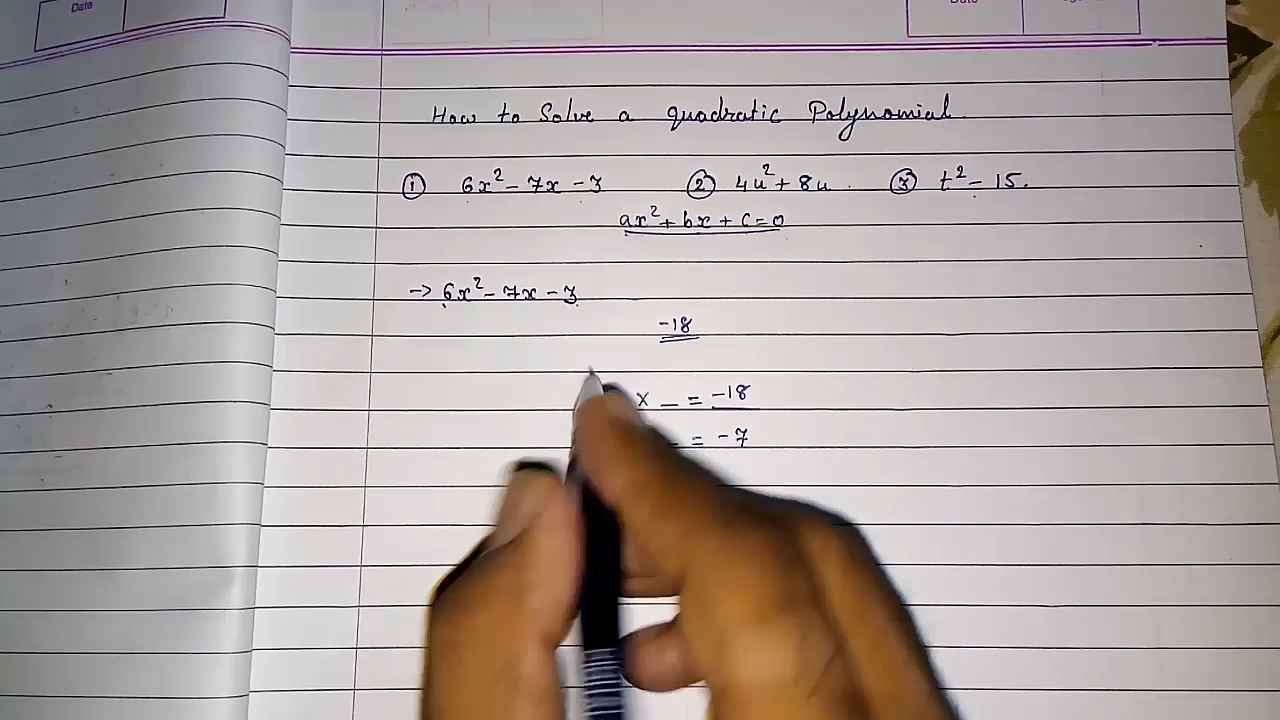 Date
How to Solve a quadratic Polynomial
① 6x² - 7x - 3 ② 4u² + 8u ③ t² - 15.
ax² + bx + c = 0
→ 6x² - 7x - 3
-18
x _ = -18
_ = -7